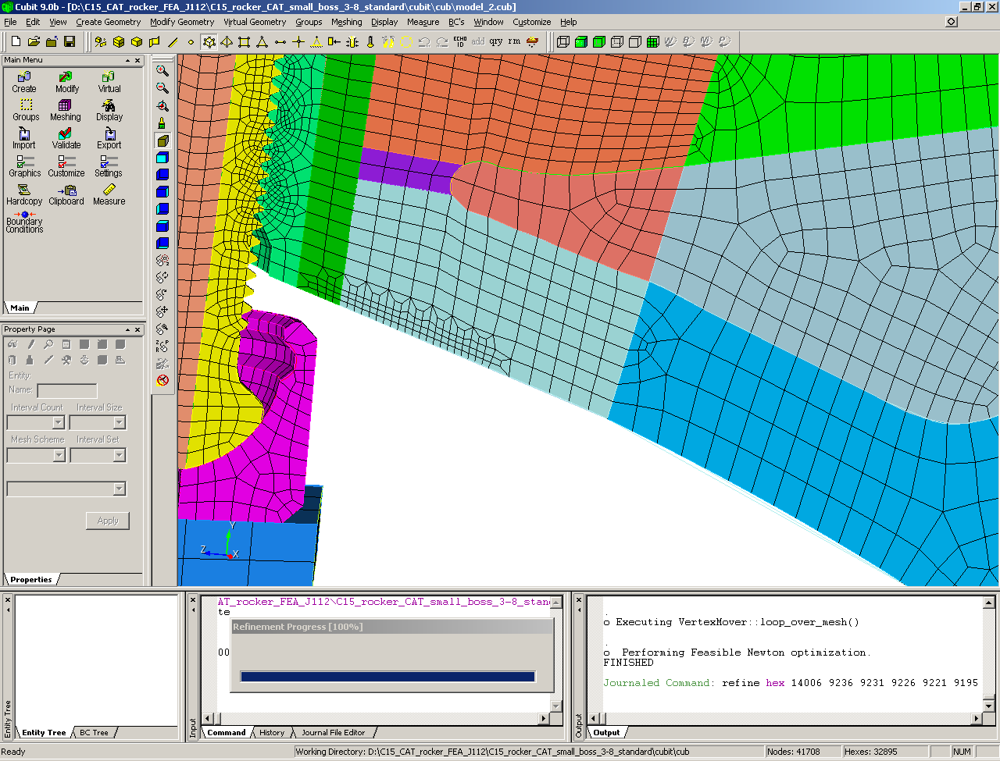 Cubit 9.0b - [D:\C15_CAT_rocker_FEA_J112\C15_rocker_CAT_small_boss_3-8_standard\cubit\cub\model_2.cub]
File Edit View Create Geometry Modify Geometry Virtual Geometry Groups Meshing Display Measure BC's Window Customize Help
ECHO ID add qry rm
Main Menu
Create Modify Virtual
Groups Meshing Display
Import Validate Export
Graphics Customize Settings
Hardcopy Clipboard Measure
Boundary
Conditions
Main
Property Page
Entity:
Name:
Interval Count Interval Size
Mesh Scheme Interval Set
Apply
Properties
Y
Z
X
AT_rocker_FEA_J112\C15_rocker_CAT_small_boss_3-8_stan
te
Refinement Progress [100%]
00
.
o Executing VertexMover::loop_over_mesh()
.
o Performing Feasible Newton optimization.
FINISHED
Journaled Command: refine hex 14006 9236 9231 9226 9221 9195
Entity Tree
Input
Output
Entity Tree BC Tree
Command History Journal File Editor
Output
Ready
Working Directory: D:\C15_CAT_rocker_FEA_J112\C15_rocker_CAT_small_boss_3-8_standard\cubit\cub
Nodes: 41708
Hexes: 32895
NUM